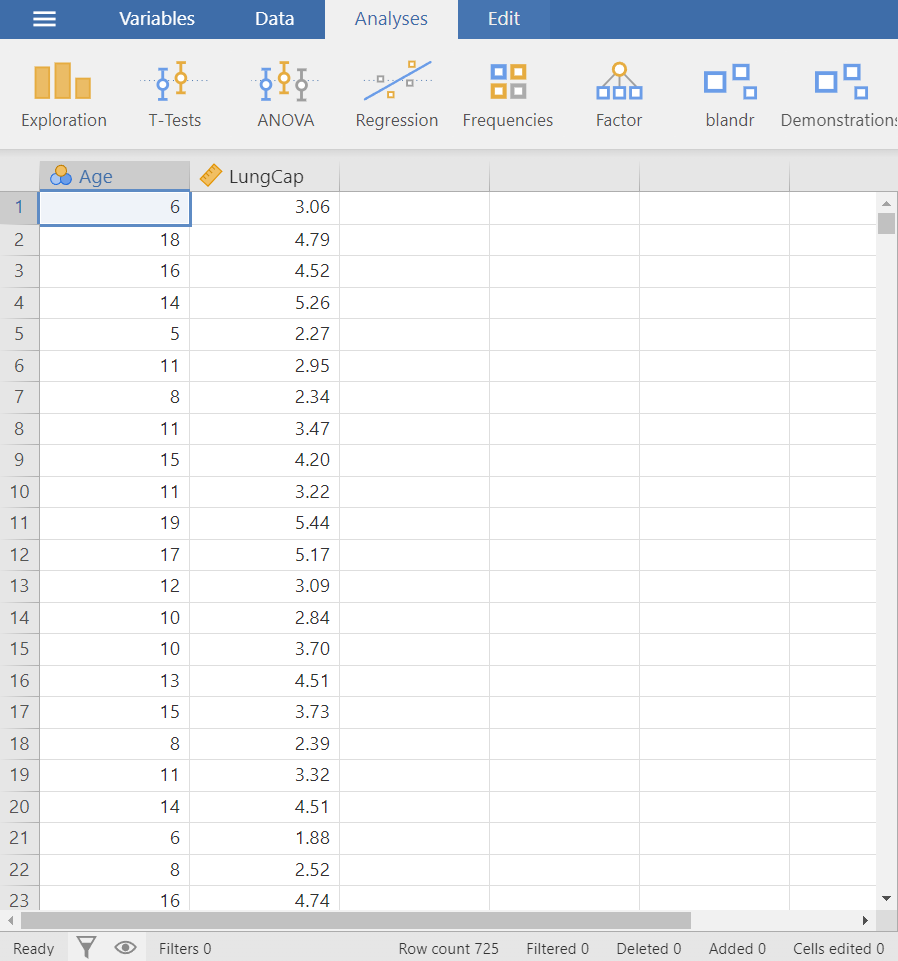 Variables Data Analyses Edit
Exploration T-Tests ANOVA Regression Frequencies Factor blandr Demonstrations
Age LungCap
1 6 3.06
2 18 4.79
3 16 4.52
4 14 5.26
5 5 2.27
6 11 2.95
7 8 2.34
8 11 3.47
9 15 4.20
10 11 3.22
11 19 5.44
12 17 5.17
13 12 3.09
14 10 2.84
15 10 3.70
16 13 4.51
17 15 3.73
18 8 2.39
19 11 3.32
20 14 4.51
21 6 1.88
22 8 2.52
23 16 4.74
Ready Filters 0 Row count 725 Filtered 0 Deleted 0 Added 0 Cells edited 0